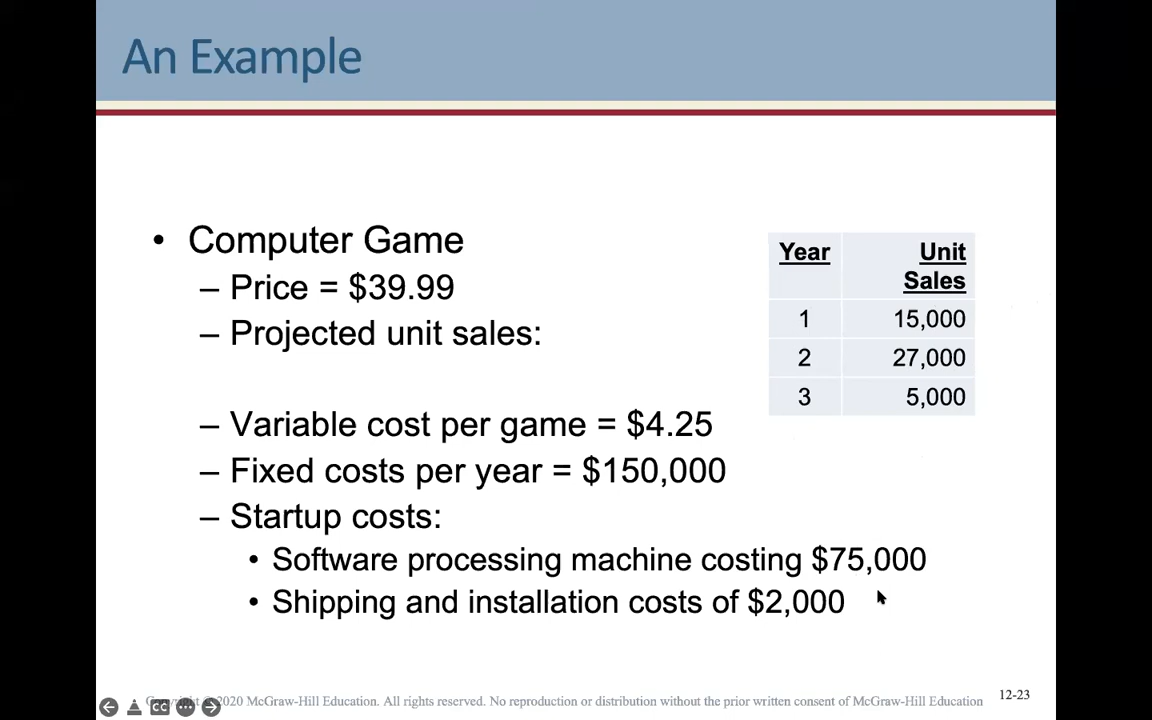 An Example
• Computer Game
– Price = $39.99
– Projected unit sales:
Year Unit Sales
1 15,000
2 27,000
3 5,000
– Variable cost per game = $4.25
– Fixed costs per year = $150,000
– Startup costs:
• Software processing machine costing $75,000
• Shipping and installation costs of $2,000
12-23
CC
2020 McGraw-Hill Education. All rights reserved. No reproduction or distribution without the prior written consent of McGraw-Hill Education